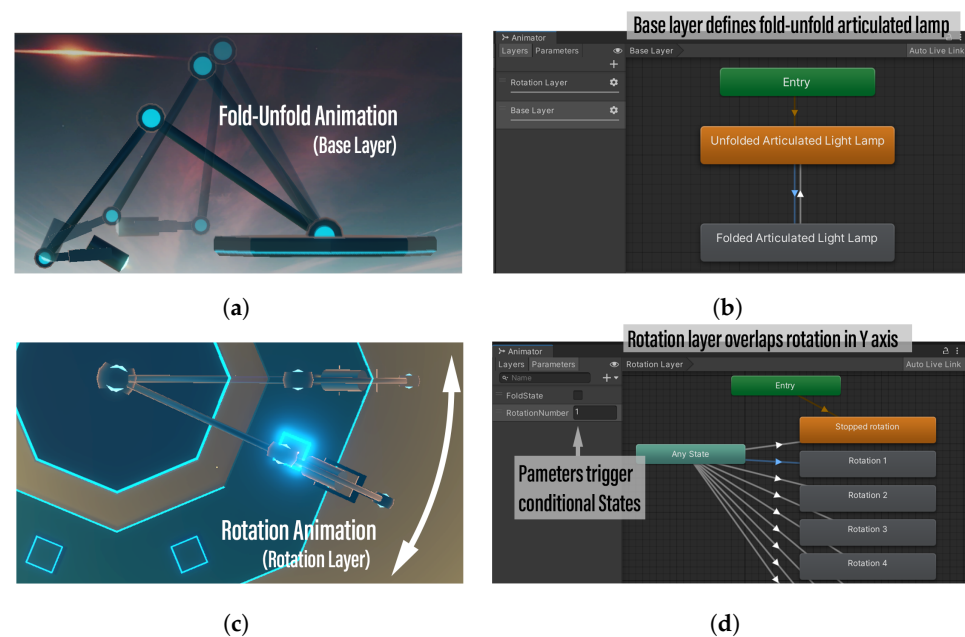 Fold-Unfold Animation
(Base Layer)
(a)
Base layer defines fold-unfold articulated lamp
Animator
Layers Parameters
Base Layer
Auto Live Link
Rotation Layer
Base Layer
Entry
Unfolded Articulated Light Lamp
Folded Articulated Light Lamp
(b)
Rotation Animation
(Rotation Layer)
(c)
Rotation layer overlaps rotation in Y axis
Animator
Layers Parameters
Rotation Layer
Auto Live Link
Name
FoldState
RotationNumber 1
Pameters trigger
conditional States
Entry
Stopped rotation
Any State
Rotation 1
Rotation 2
Rotation 3
Rotation 4
(d)